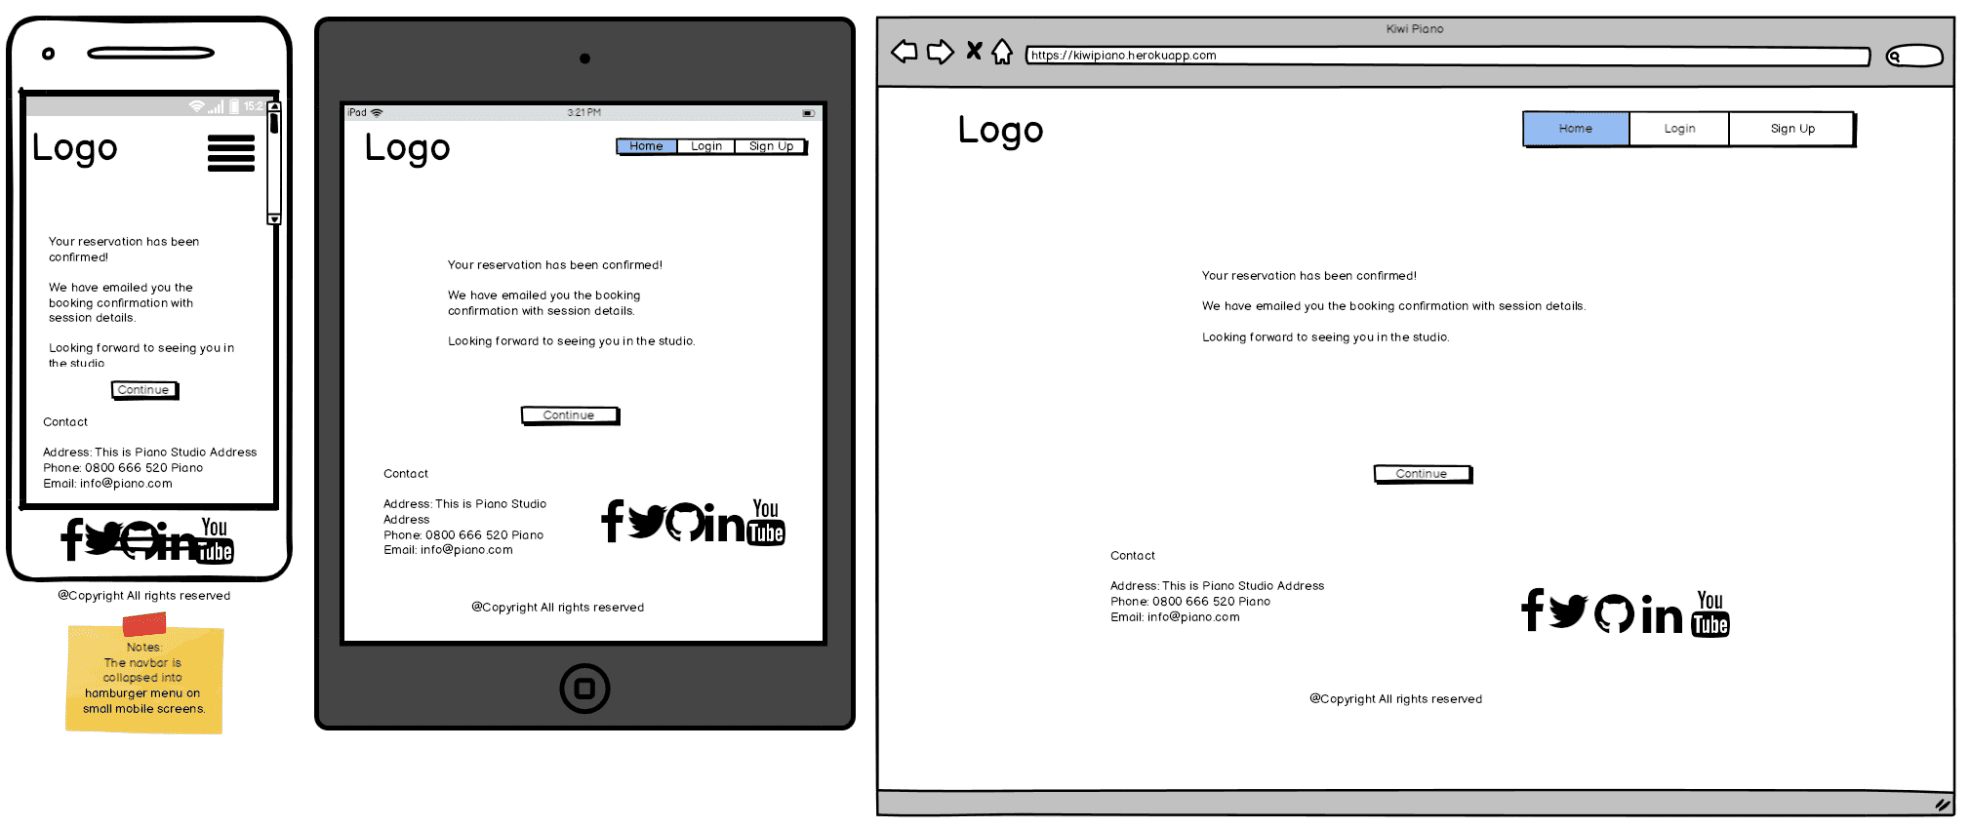 15:2
Logo
Your reservation has been
confirmed!
We have emailed you the
booking confirmation with
session details.
Looking forward to seeing you in
the studio
Continue
Contact
Address: This is Piano Studio Address
Phone: 0800 666 520 Piano
Email: info@piano.com
f in You Tube
@Copyright All rights reserved
Notes:
The navbar is
collapsed into
hamburger menu on
small mobile screens.
iPad 3:21 PM
Logo
Home Login Sign Up
Your reservation has been confirmed!
We have emailed you the booking
confirmation with session details.
Looking forward to seeing you in the studio.
Continue
Contact
Address: This is Piano Studio
Address
Phone: 0800 666 520 Piano
Email: info@piano.com
f in You Tube
@Copyright All rights reserved
Kiwi Piano
https://kiwipiano.herokuapp.com
Logo
Home Login Sign Up
Your reservation has been confirmed!
We have emailed you the booking confirmation with session details.
Looking forward to seeing you in the studio.
Continue
Contact
Address: This is Piano Studio Address
Phone: 0800 666 520 Piano
Email: info@piano.com
f in You Tube
@Copyright All rights reserved